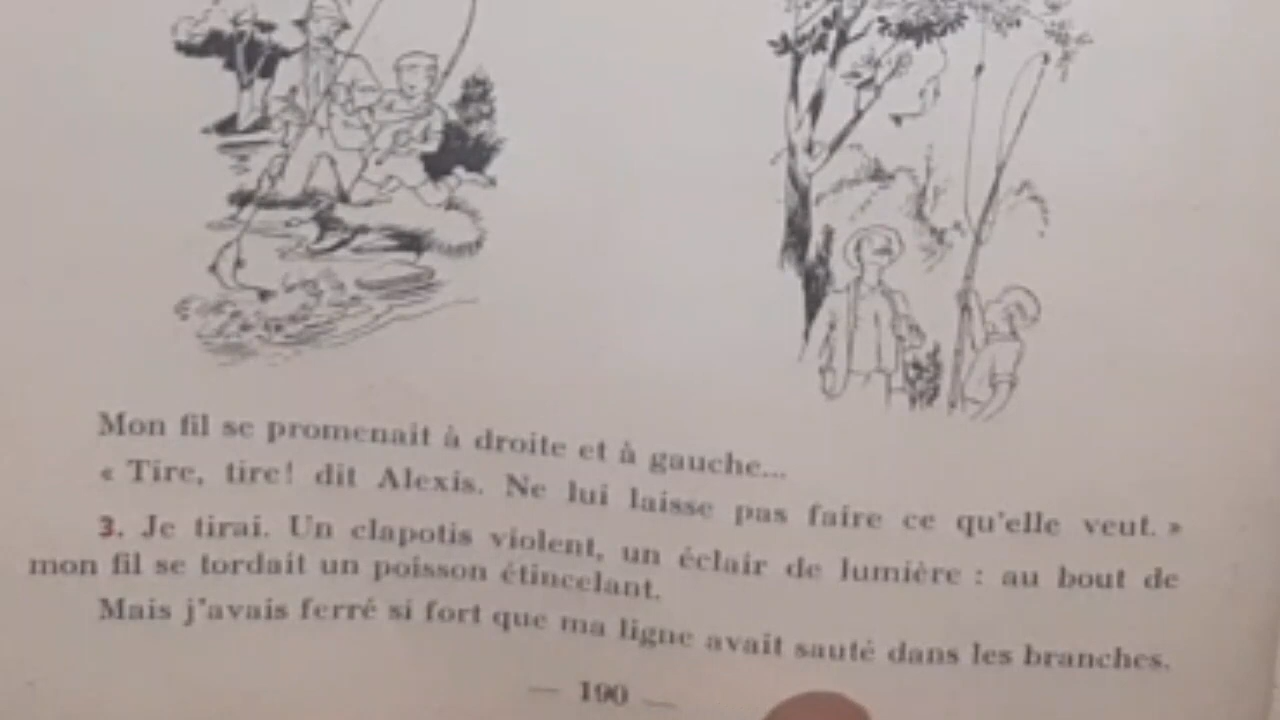 Mon fil se promenait à droite et à gauche...
« Tire, tire! dit Alexis. Ne lui laisse pas faire ce qu'elle veut. »
3. Je tirai. Un clapotis violent, un éclair de lumière : au bout de
mon fil se tordait un poisson étincelant.
Mais j'avais ferré si fort que ma ligne avait sauté dans les branches.
— 190 —